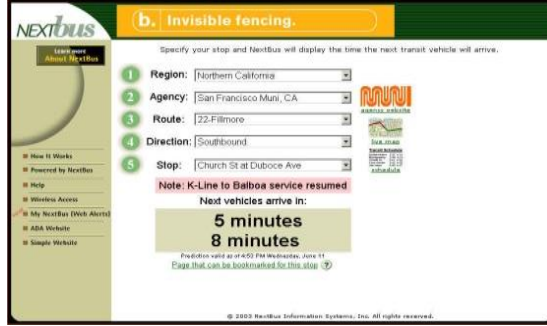 NEXTbus
b. Invisible fencing.
Learn more
About NextBus
Specify your stop and NextBus will display the time the next transit vehicle will arrive.
1 Region: Northern California
2 Agency: San Francisco Muni, CA
3 Route: 22-Fillmore
4 Direction: Southbound
5 Stop: Church St at Duboce Ave
agency website
live map
Transit Schedule
schedule
How It Works
Powered by NextBus
Help
Wireless Access
My NextBus (Web Alerts)
ADA Website
Simple Website
Note: K-Line to Balboa service resumed
Next vehicles arrive in:
5 minutes
8 minutes
Prediction valid as of 4:52 PM Wednesday, June 11
Page that can be bookmarked for this stop ?
© 2003 NextBus Information Systems, Inc. All rights reserved.